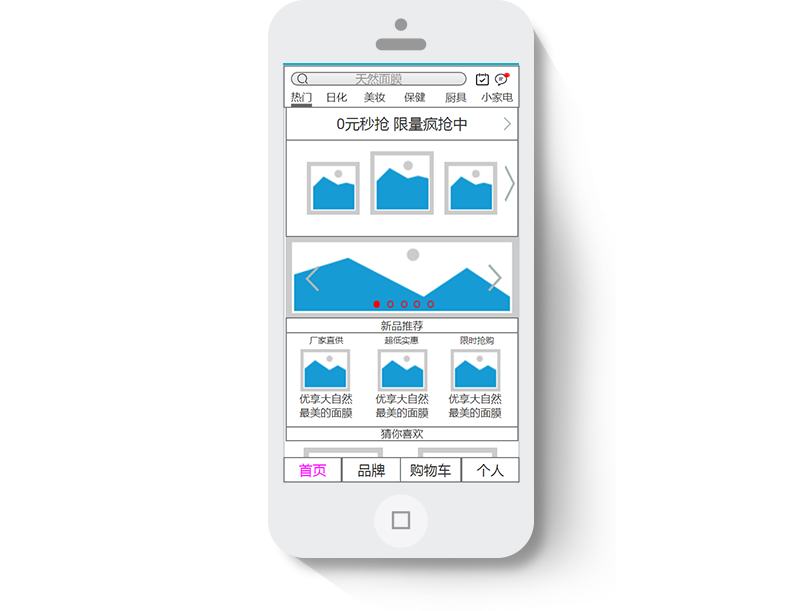 天然面膜
热门 日化 美妆 保健 厨具 小家电
0元秒抢 限量疯抢中
新品推荐
厂家直供 超低实惠 限时抢购
优享大自然 优享大自然 优享大自然
最美的面膜 最美的面膜 最美的面膜
猜你喜欢
首页 品牌 购物车 个人